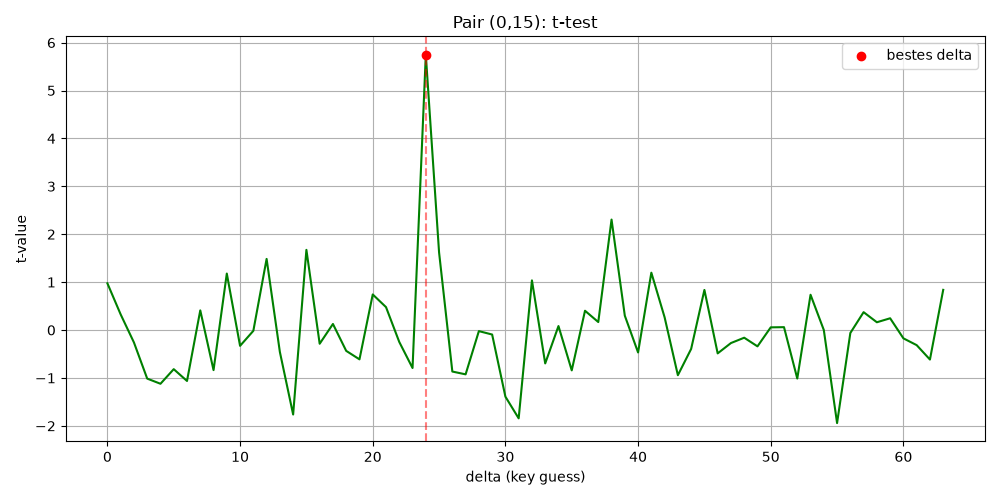 Pair (0,15): t-test
bestes delta
t-value
6
5
4
3
2
1
0
−1
−2
0 10 20 30 40 50 60
delta (key guess)